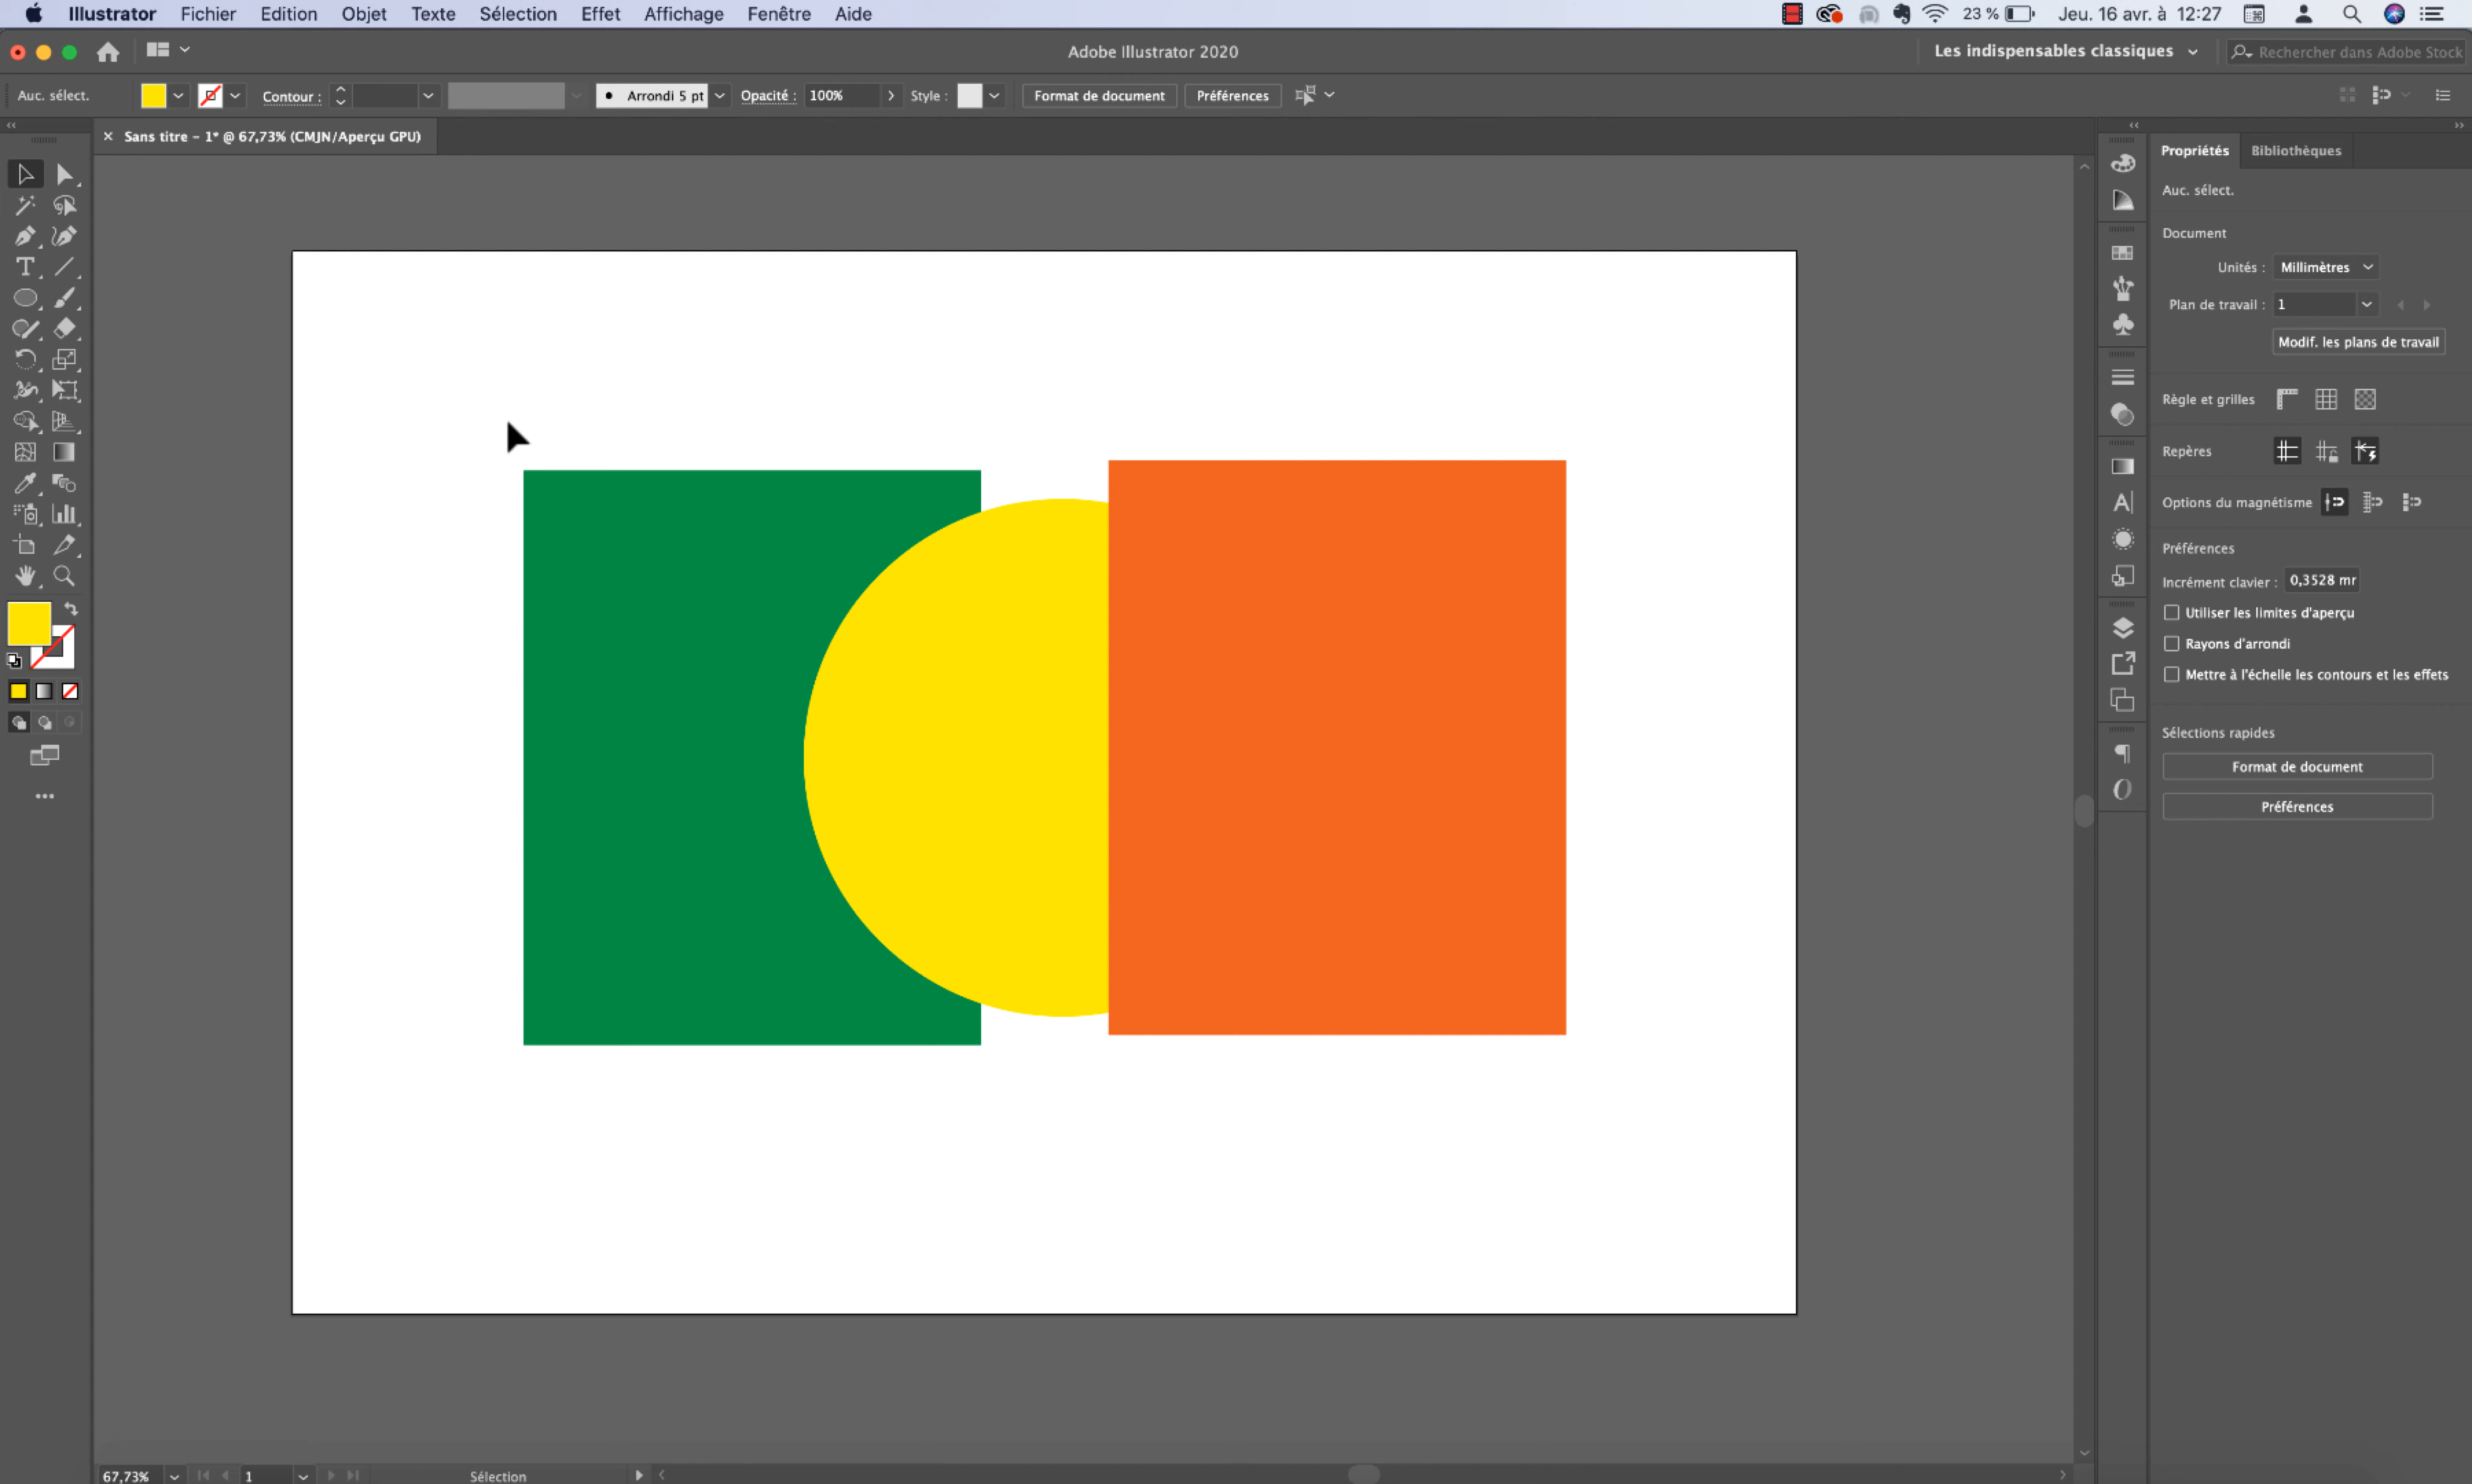 Illustrator Fichier Edition Objet Texte Sélection Effet Affichage Fenêtre Aide
23 % Jeu. 16 avr. à 12:27
Adobe Illustrator 2020
Les indispensables classiques
Rechercher dans Adobe Stock
Auc. sélect.
Contour :
Arrondi 5 pt
Opacité : 100%
Style :
Format de document
Préférences
× Sans titre - 1* @ 67,73% (CMJN/Aperçu GPU)
Propriétés Bibliothèques
Auc. sélect.
Document
Unités : Millimètres
Plan de travail : 1
Modif. les plans de travail
Règle et grilles
Repères
Options du magnétisme
Préférences
Incrément clavier : 0,3528 mr
Utiliser les limites d'aperçu
Rayons d'arrondi
Mettre à l'échelle les contours et les effets
Sélections rapides
Format de document
Préférences
67,73% 1 Sélection